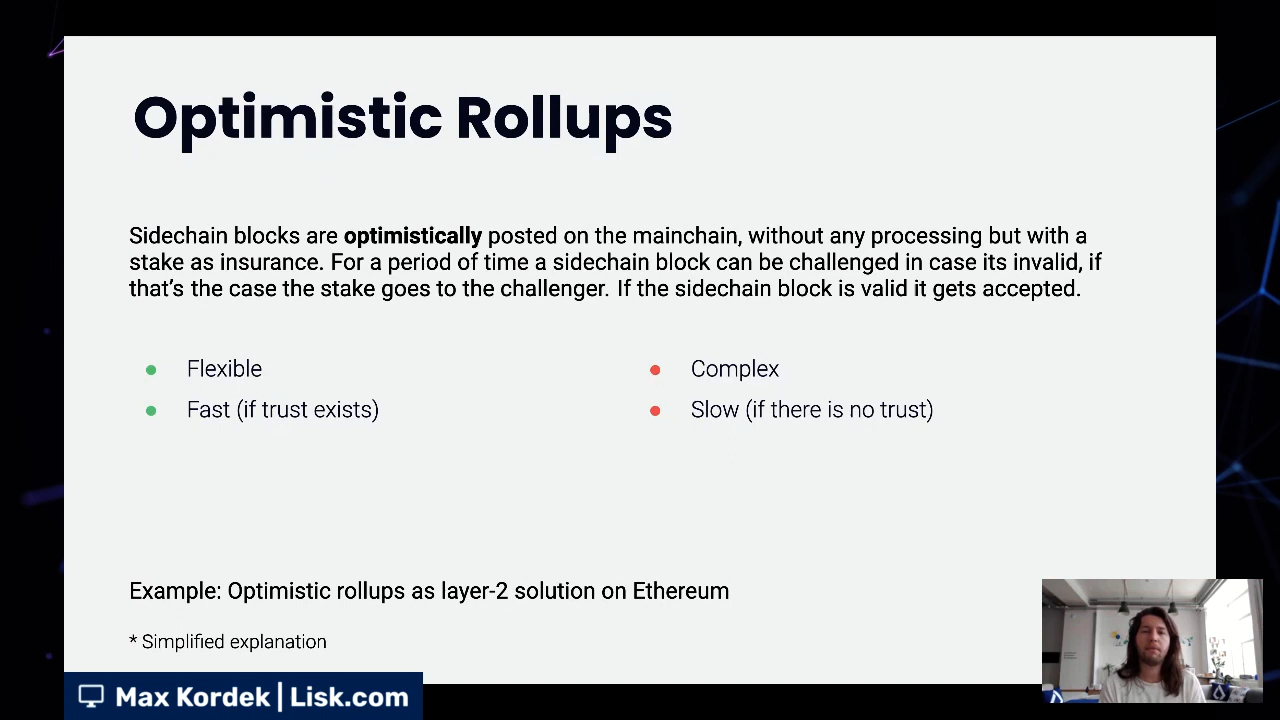 Optimistic Rollups
Sidechain blocks are optimistically posted on the mainchain, without any processing but with a
stake as insurance. For a period of time a sidechain block can be challenged in case its invalid, if
that's the case the stake goes to the challenger. If the sidechain block is valid it gets accepted.
● Flexible
● Fast (if trust exists)
● Complex
● Slow (if there is no trust)
Example: Optimistic rollups as layer-2 solution on Ethereum
* Simplified explanation
Max Kordek | Lisk.com